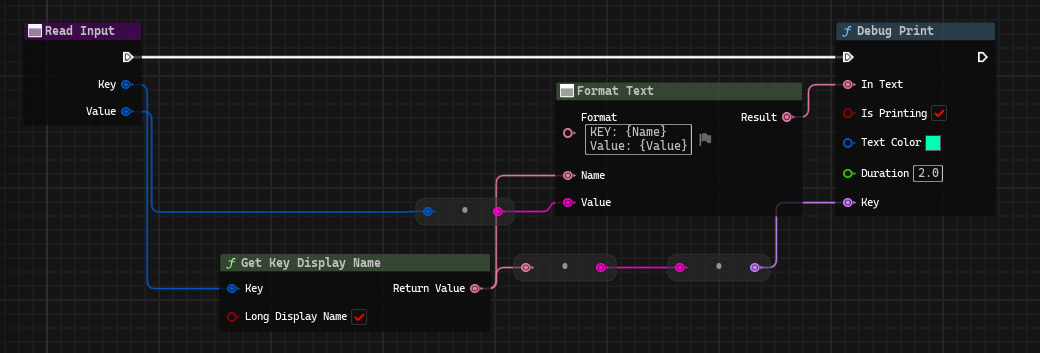 Read Input
Key
Value
Get Key Display Name
Key
Return Value
Long Display Name
Format Text
Format
KEY: {Name}
Value: {Value}
Result
Name
Value
ƒ Debug Print
In Text
Is Printing
Text Color
Duration 2.0
Key